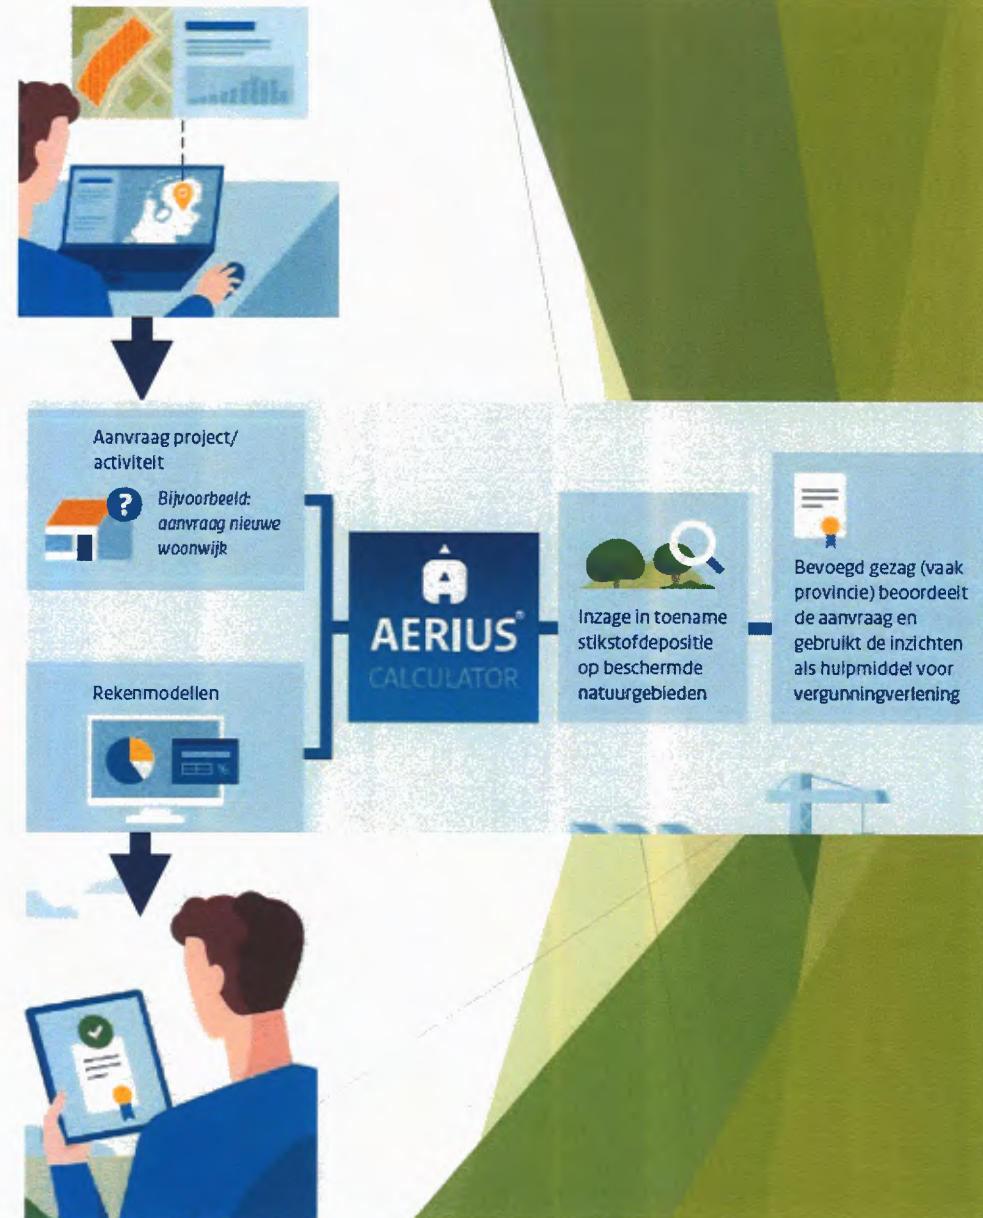 Aanvraag project/
activiteit
?
Bijvoorbeeld:
aanvraag nieuwe
woonwijk
Rekenmodellen
AERIUS®
CALCULATOR
Inzage in toename
stikstofdepositie
op beschermde
natuurgebieden
Bevoegd gezag (vaak
provincie) beoordeelt
de aanvraag en
gebruikt de inzichten
als hulpmiddel voor
vergunningverlening